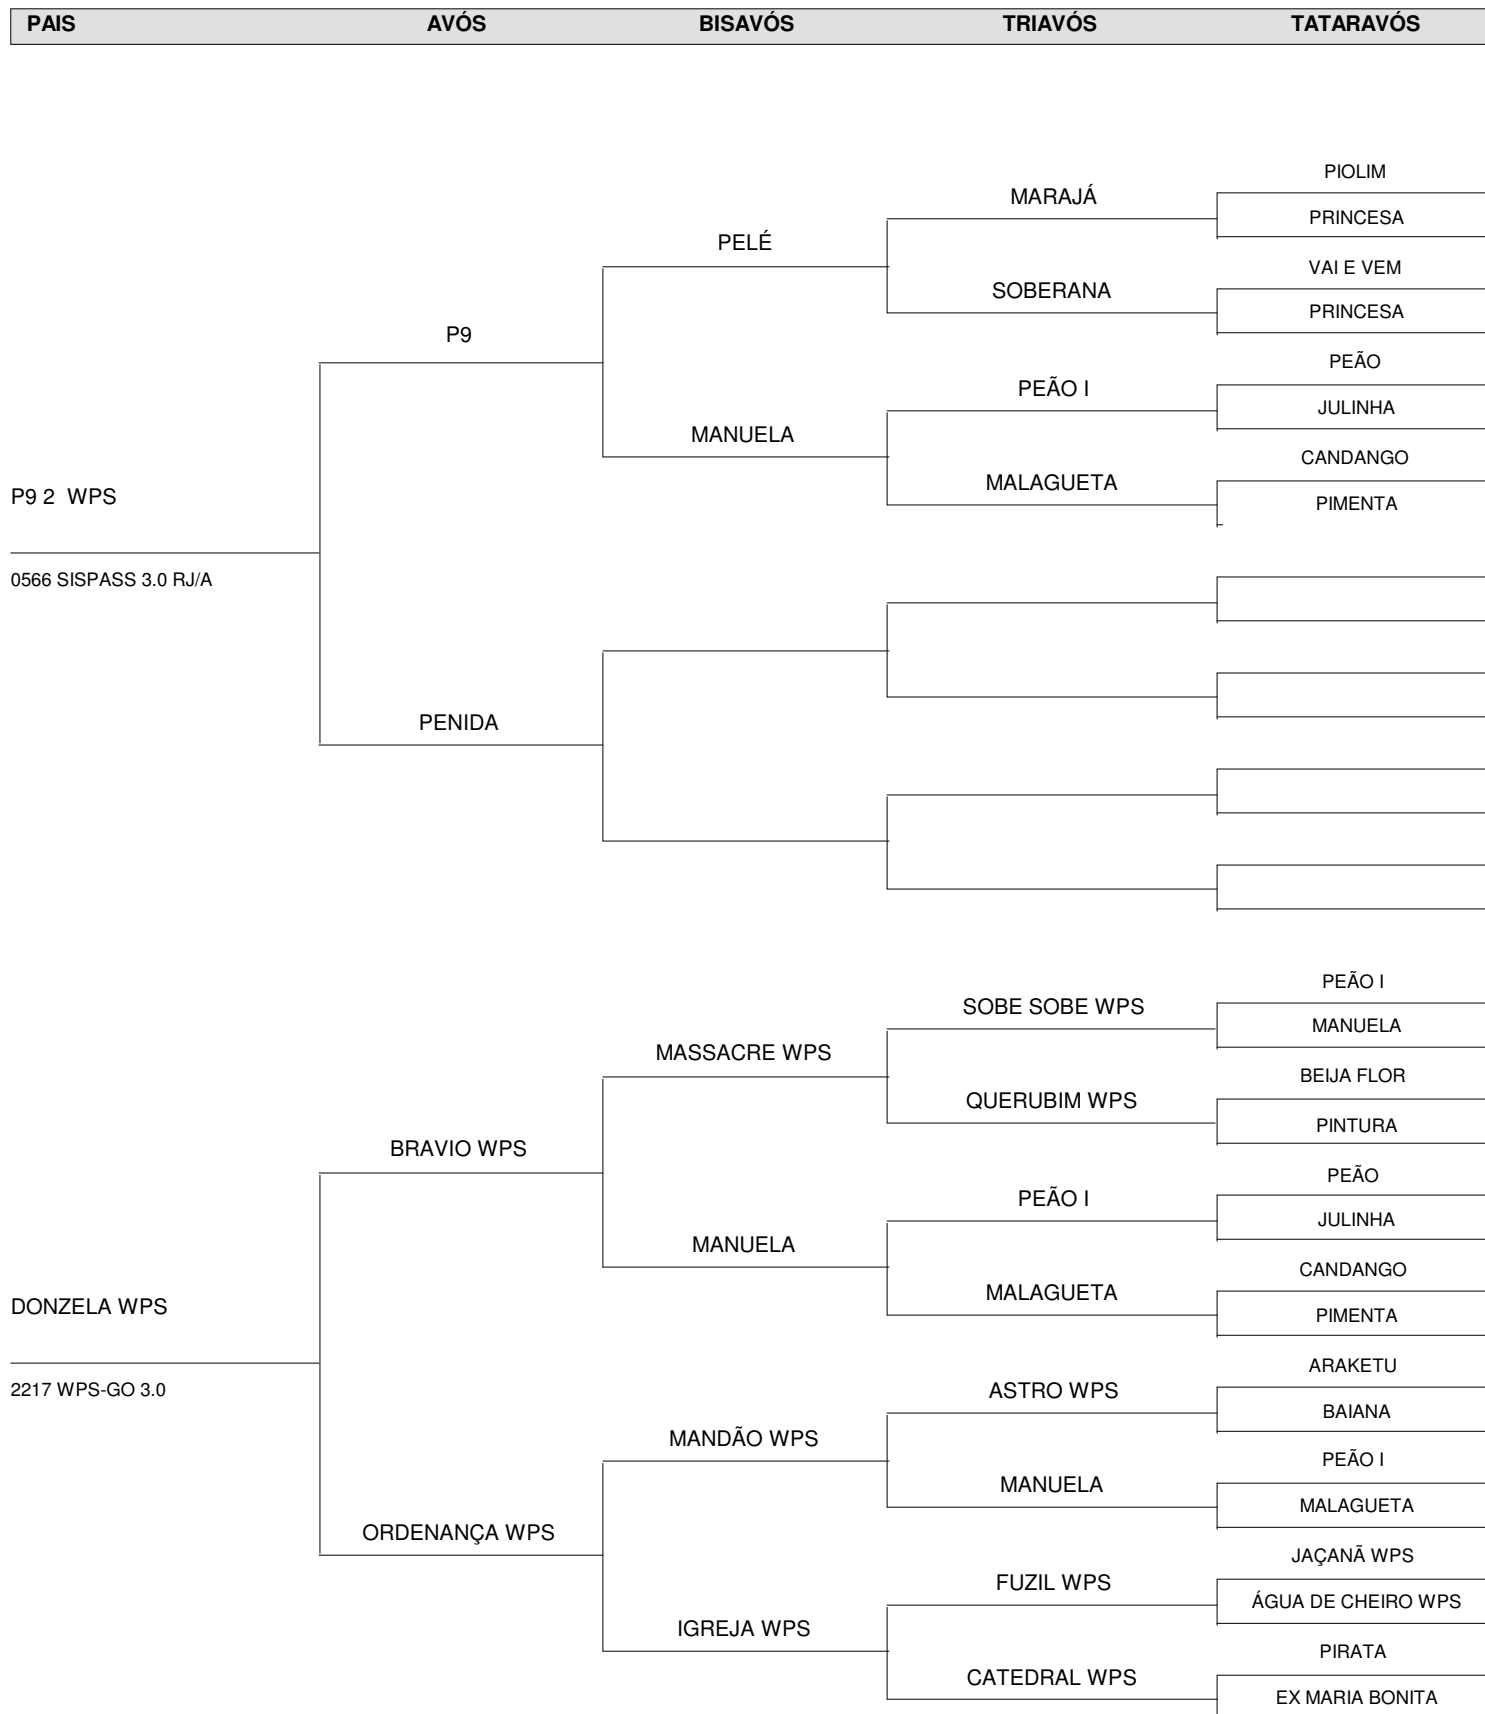 PAIS AVÓS BISAVÓS TRIAVÓS TATARAVÓS
PIOLIM
MARAJÁ
PRINCESA
PELÉ
VAI E VEM
SOBERANA
PRINCESA
P9
PEÃO
PEÃO I
JULINHA
MANUELA
CANDANGO
MALAGUETA
P9 2 WPS
PIMENTA
0566 SISPASS 3.0 RJ/A
PENIDA
PEÃO I
SOBE SOBE WPS
MANUELA
MASSACRE WPS
BEIJA FLOR
QUERUBIM WPS
PINTURA
BRAVIO WPS
PEÃO
PEÃO I
JULINHA
MANUELA
CANDANGO
MALAGUETA
DONZELA WPS
PIMENTA
ARAKETU
2217 WPS-GO 3.0
ASTRO WPS
BAIANA
MANDÃO WPS
PEÃO I
MANUELA
MALAGUETA
ORDENANÇA WPS
JAÇANÃ WPS
FUZIL WPS
ÁGUA DE CHEIRO WPS
IGREJA WPS
PIRATA
CATEDRAL WPS
EX MARIA BONITA